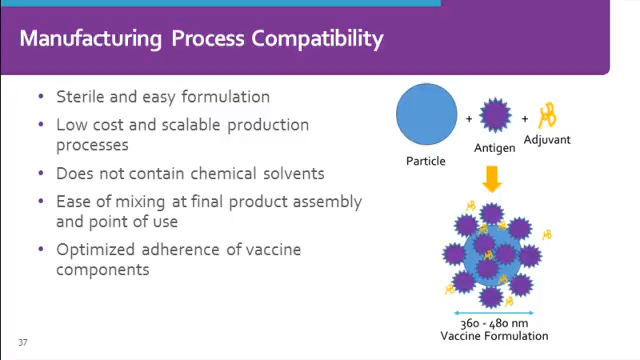 Manufacturing Process Compatibility
• Sterile and easy formulation
• Low cost and scalable production
processes
• Does not contain chemical solvents
• Ease of mixing at final product assembly
and point of use
• Optimized adherence of vaccine
components
+
+
Particle
Antigen
Adjuvant
360 - 480 nm
Vaccine Formulation
37